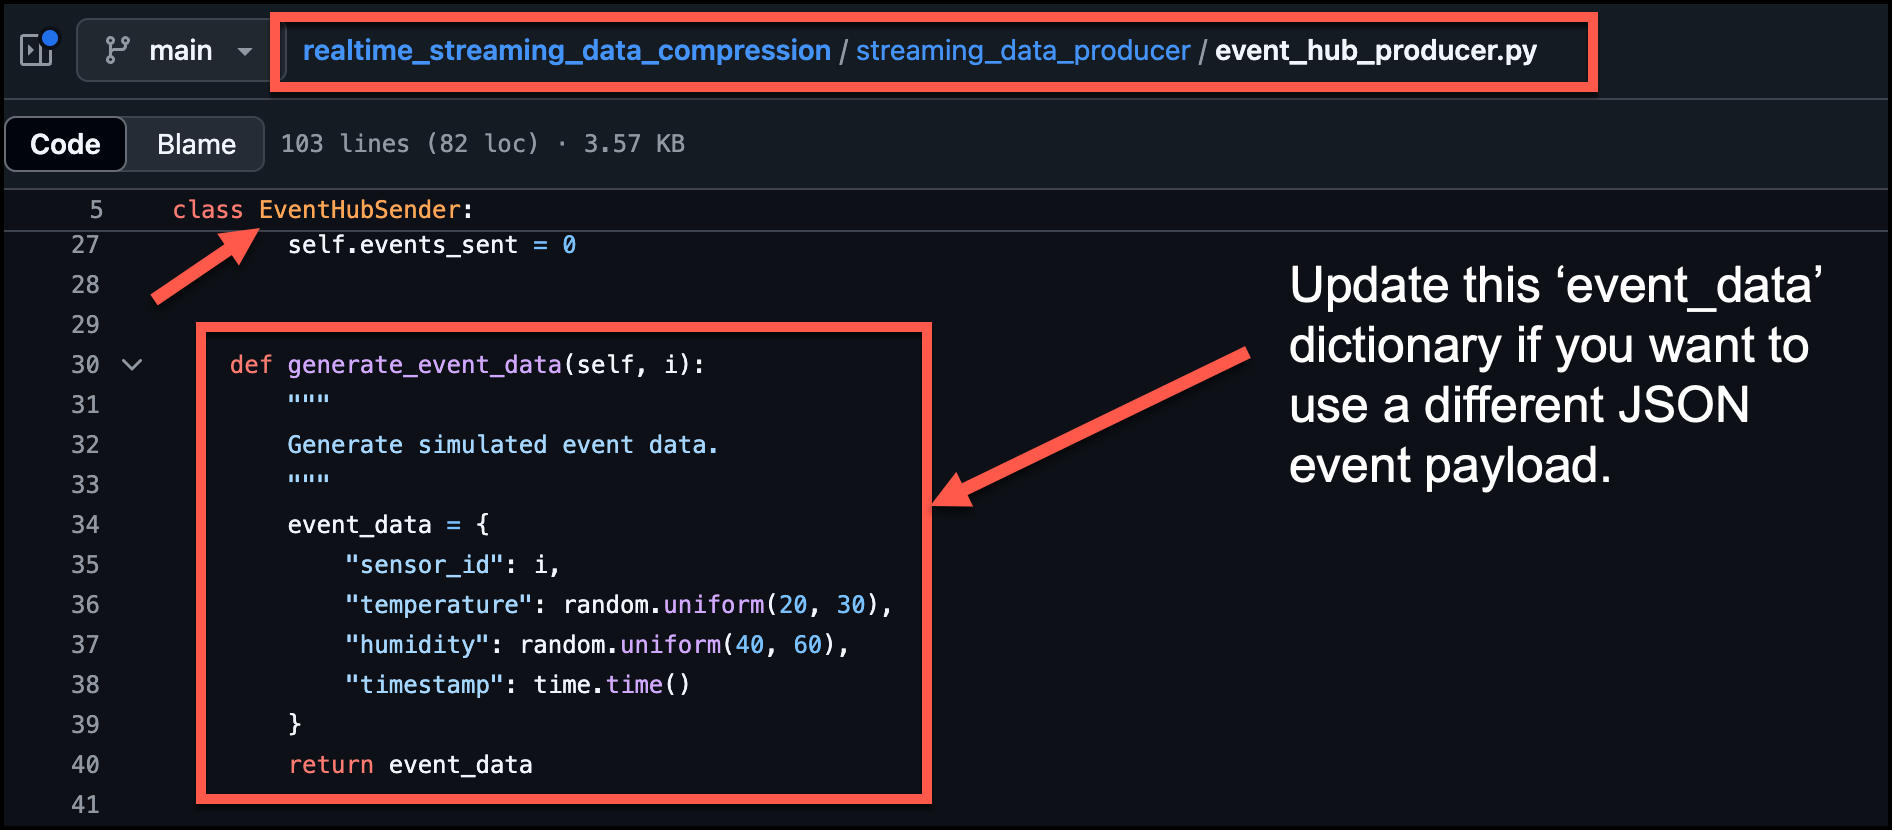 main realtime_streaming_data_compression / streaming_data_producer / event_hub_producer.py
Code Blame 103 lines (82 loc) · 3.57 KB
5 class EventHubSender:
27 self.events_sent = 0
28
29
30 def generate_event_data(self, i):
31 """
32 Generate simulated event data.
33 """
34 event_data = {
35 "sensor_id": i,
36 "temperature": random.uniform(20, 30),
37 "humidity": random.uniform(40, 60),
38 "timestamp": time.time()
39 }
40 return event_data
41
Update this ‘event_data’
dictionary if you want to
use a different JSON
event payload.